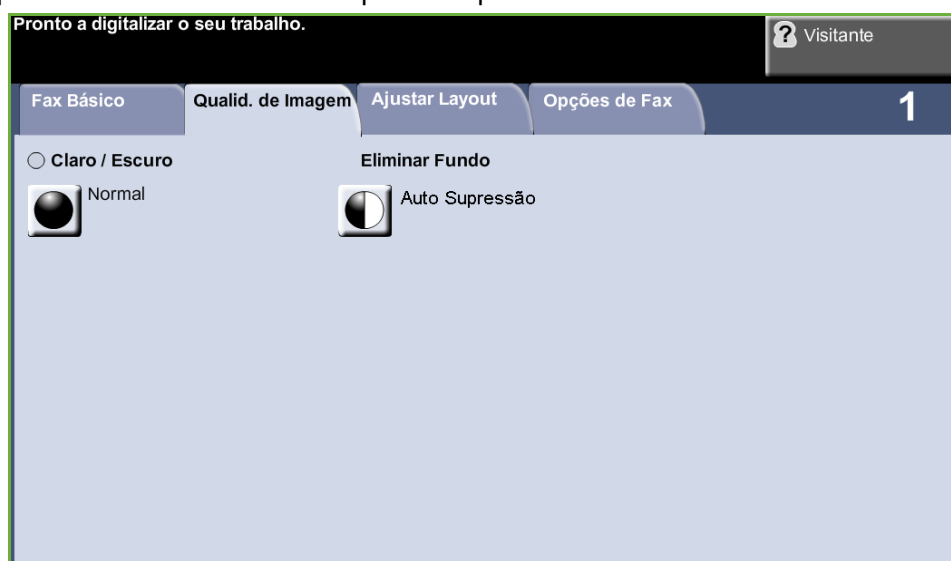 Pronto a digitalizar o seu trabalho.
? Visitante
Fax Básico
Qualid. de Imagem
Ajustar Layout
Opções de Fax
1
Claro / Escuro
Eliminar Fundo
Normal
Auto Supressão